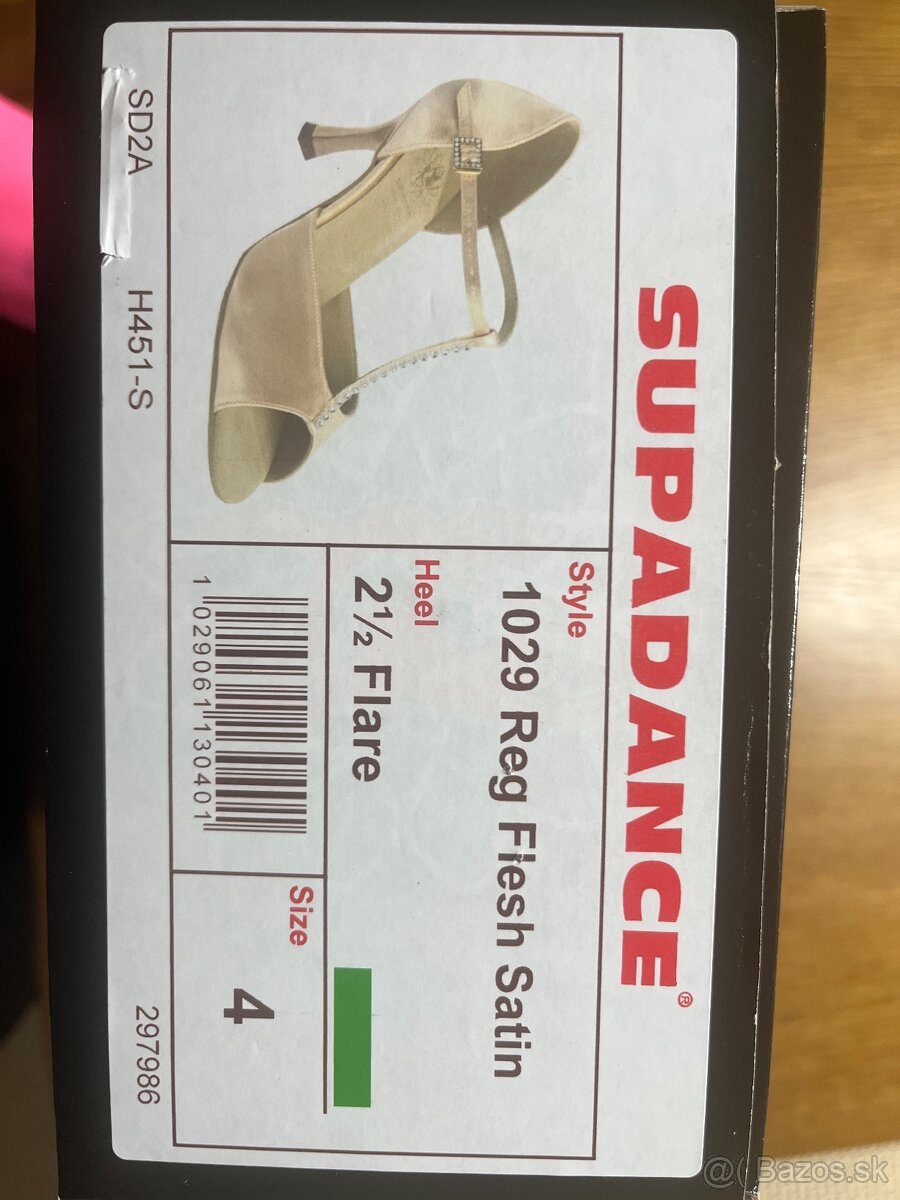 SUPADANCE®
Style
1029 Reg Flesh Satin
Heel
2½ Flare
1 029061 130401
Size
4
SD2A H451-S 297986
@( Bazos.sk